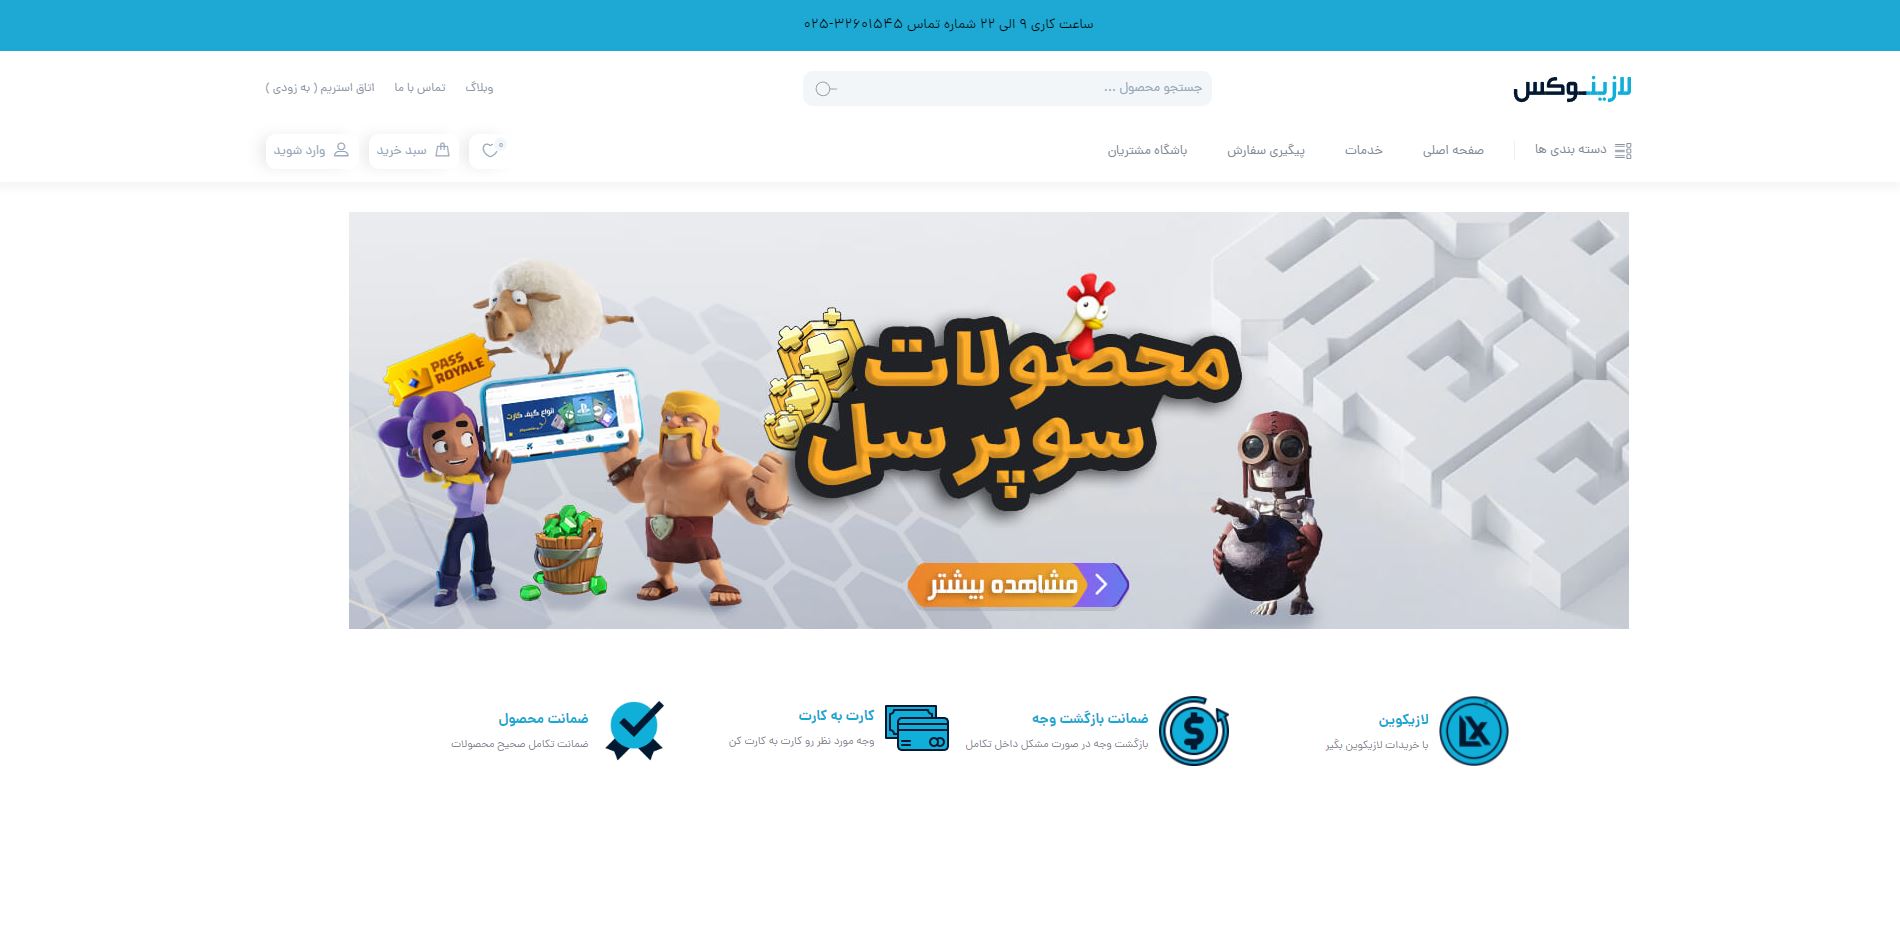 ساعت کاری ۹ الی ۲۲ شماره تماس ۳۲۶۰۱۵۴۵-۰۲۵
لازینـوکس
جستجو محصول ...
وبلاگ
تماس با ما
اتاق استریم ( به زودی )
دسته بندی ها
صفحه اصلی
خدمات
پیگیری سفارش
باشگاه مشتریان
۰
سبد خرید
وارد شوید
محصولات
سوپرسل
PASS
ROYALE
انواع گیفت کارت
مشاهده بیشتر
لازیکوین
با خریدات لازیکوین بگیر
ضمانت بازگشت وجه
بازگشت وجه در صورت مشکل داخل تکامل
کارت به کارت
وجه مورد نظر رو کارت به کارت کن
ضمانت محصول
ضمانت تکامل صحیح محصولات